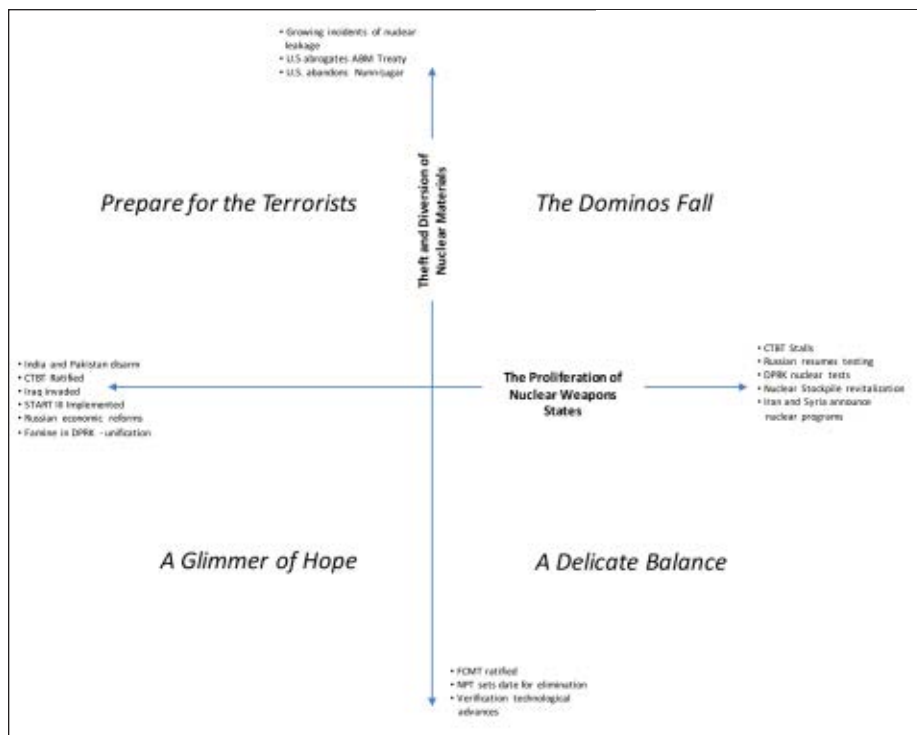 • Growing incidents of nuclear
leakage
• U.S abrogates ABM Treaty
• U.S. abandons Nunn-Lugar
Theft and Diversion of
Nuclear Materials
Prepare for the Terrorists
The Dominos Fall
• India and Pakistan disarm
• CTBT Ratified
• Iraq invaded
• START III Implemented
• Russian economic reforms
• Famine in DPRK - unification
The Proliferation of
Nuclear Weapons
States
• CTBT Stalls
• Russian resumes testing
• DPRK nuclear tests
• Nuclear Stockpile revitalization
• Iran and Syria announce
nuclear programs
A Glimmer of Hope
A Delicate Balance
• FCMT ratified
• NPT sets date for elimination
• Verification technological
advances